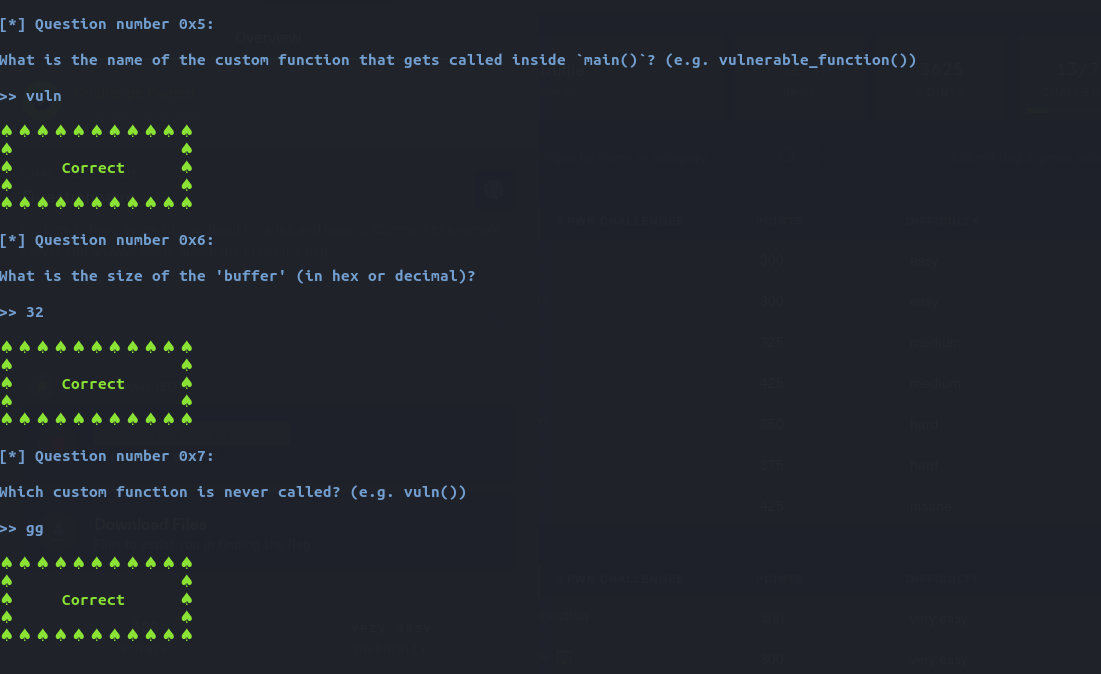 [*] Question number 0x5:
What is the name of the custom function that gets called inside `main()`? (e.g. vulnerable_function())
>> vuln
♠ ♠ ♠ ♠ ♠ ♠ ♠ ♠ ♠ ♠ ♠
♠ ♠
♠ Correct ♠
♠ ♠
♠ ♠ ♠ ♠ ♠ ♠ ♠ ♠ ♠ ♠ ♠
[*] Question number 0x6:
What is the size of the 'buffer' (in hex or decimal)?
>> 32
♠ ♠ ♠ ♠ ♠ ♠ ♠ ♠ ♠ ♠ ♠
♠ ♠
♠ Correct ♠
♠ ♠
♠ ♠ ♠ ♠ ♠ ♠ ♠ ♠ ♠ ♠ ♠
[*] Question number 0x7:
Which custom function is never called? (e.g. vuln())
>> gg
Download Files
♠ ♠ ♠ ♠ ♠ ♠ ♠ ♠ ♠ ♠ ♠
♠ ♠
♠ Correct ♠
♠ ♠
♠ ♠ ♠ ♠ ♠ ♠ ♠ ♠ ♠ ♠ ♠